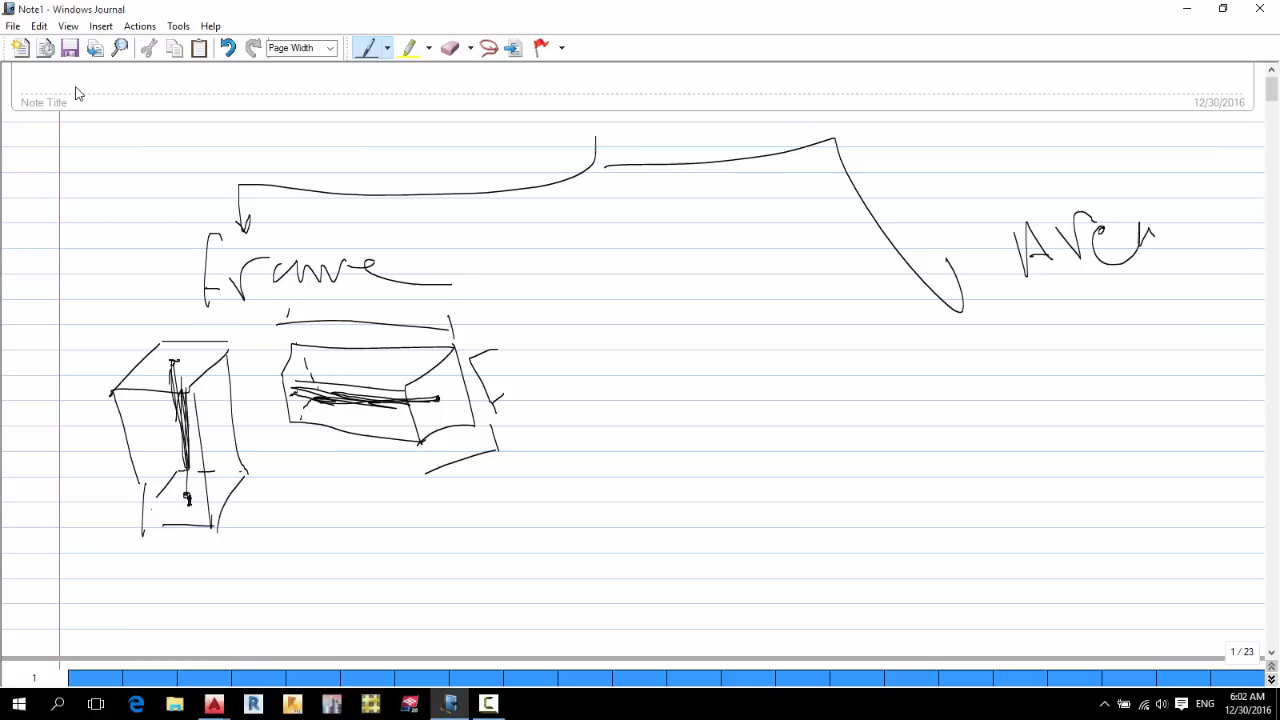 Note1 - Windows Journal
File Edit View Insert Actions Tools Help
Page Width
Note Title
12/30/2016
Frame
1 / 23
1
ENG
6:02 AM
12/30/2016